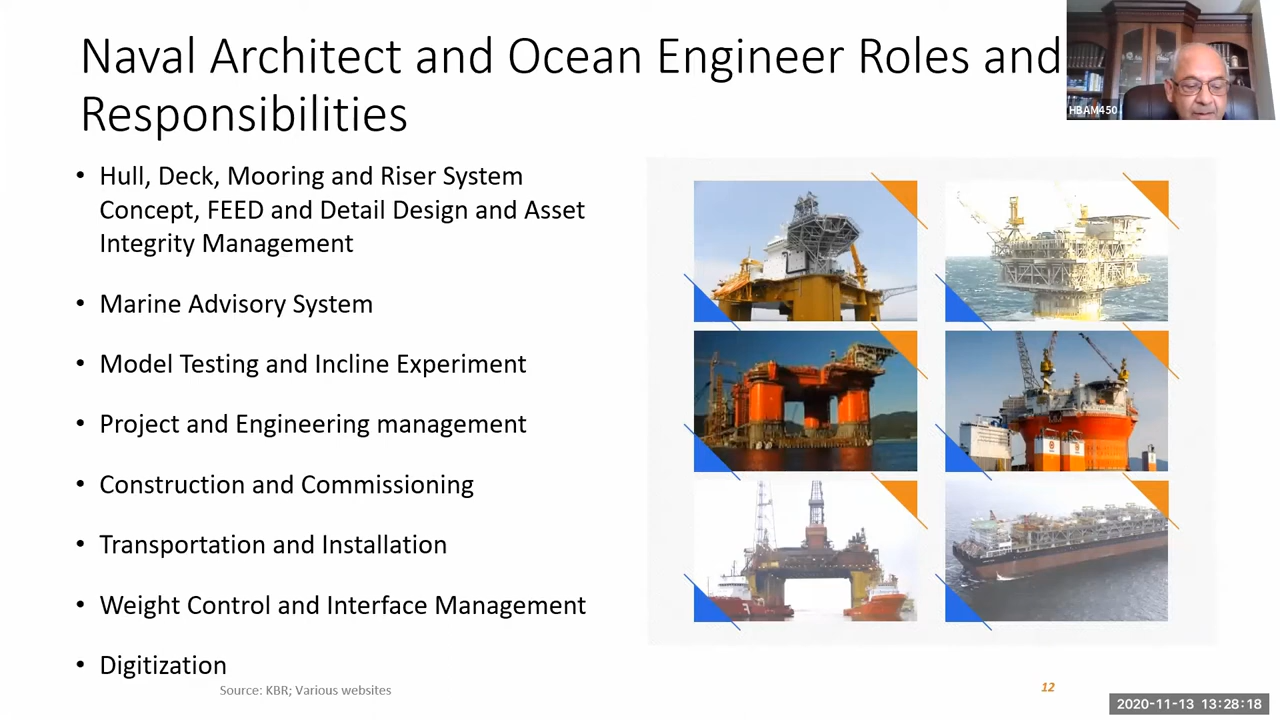 Naval Architect and Ocean Engineer Roles and
Responsibilities
HBAM450
• Hull, Deck, Mooring and Riser System
Concept, FEED and Detail Design and Asset
Integrity Management
• Marine Advisory System
• Model Testing and Incline Experiment
• Project and Engineering management
• Construction and Commissioning
• Transportation and Installation
• Weight Control and Interface Management
• Digitization
Source: KBR; Various websites
12
2020-11-13 13:28:18